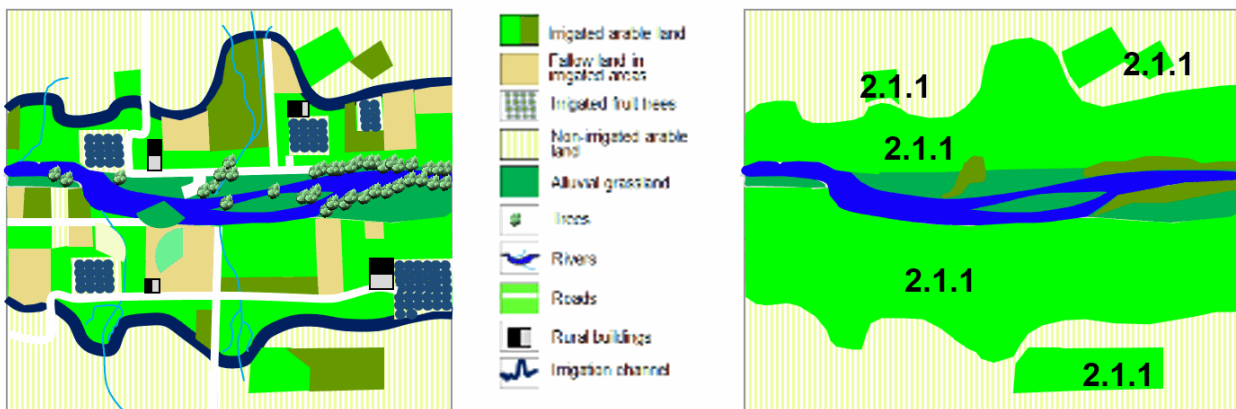 Irrigated arable land
Fallow land in
irrigated areas
Irrigated fruit trees
Non-irrigated arable
land
Alluvial grassland
Trees
Rivers
Roads
Rural buildings
Irrigation channel
2.1.1
2.1.1
2.1.1
2.1.1
2.1.1